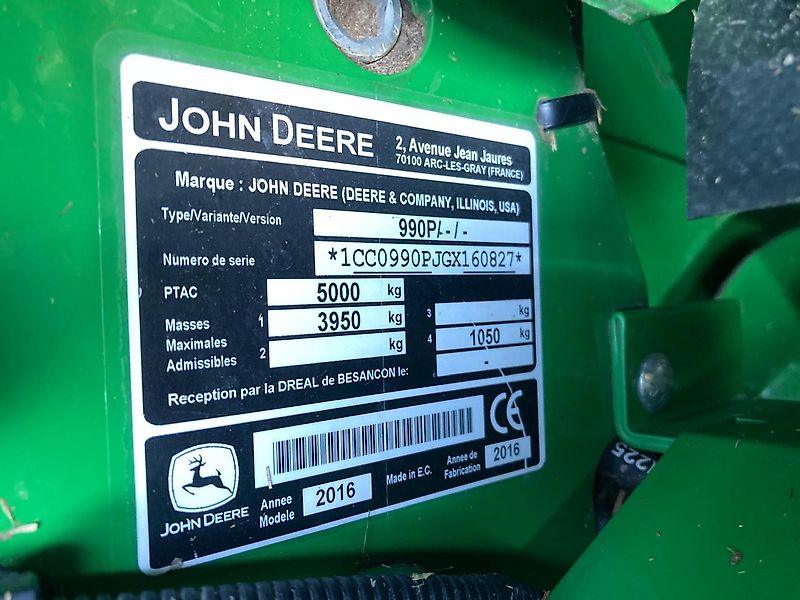 JOHN DEERE
2, Avenue Jean Jaures
70100 ARC-LES-GRAY (FRANCE)
Marque : JOHN DEERE (DEERE & COMPANY, ILLINOIS, USA)
Type/Variante/Version 990P/-/-
Numero de serie *1CC0990PJGX160827*
PTAC 5000 kg
Masses 1 3950 kg 3 kg
Maximales
Admissibles 2 kg 4 1050 kg
-
Reception par la DREAL de BESANCON le:
CE
JOHN DEERE
Annee Modele 2016
Made in E.C.
Annee de Fabrication 2016